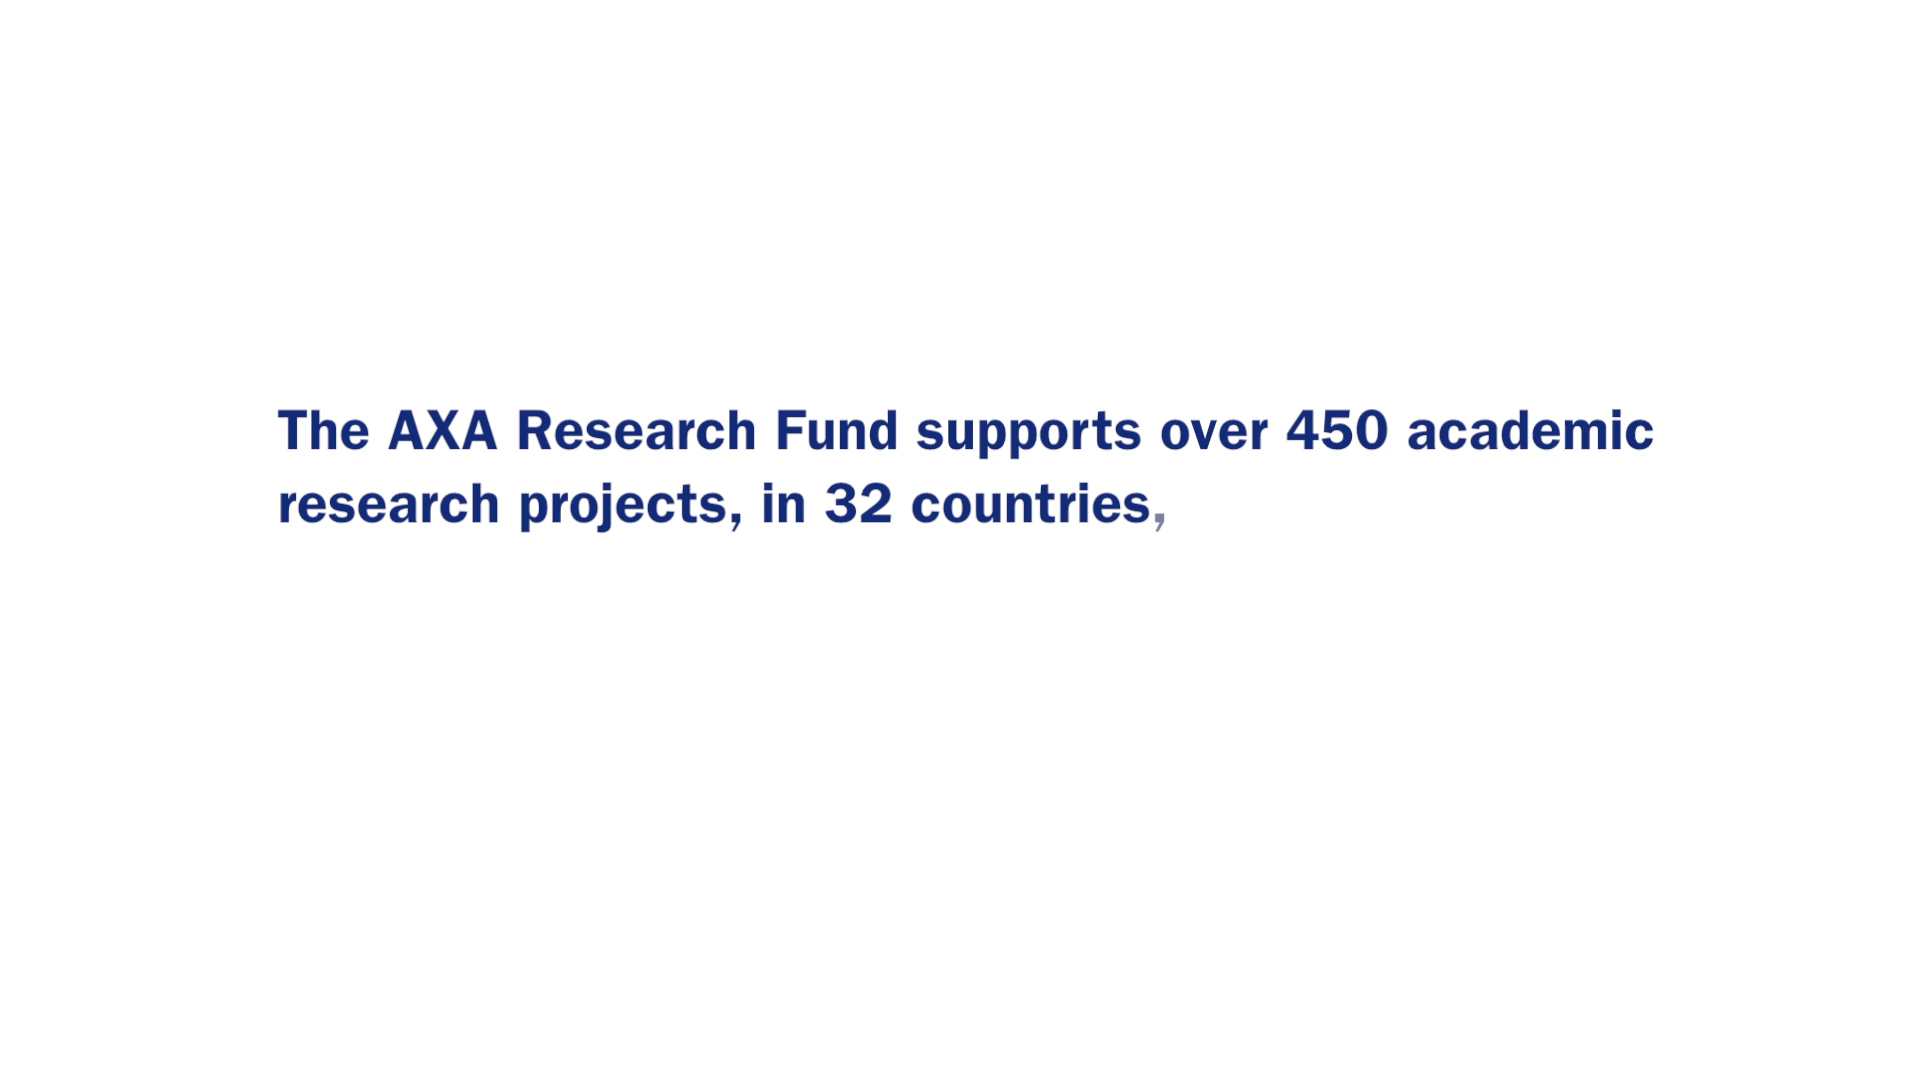 The AXA Research Fund supports over 450 academic
research projects, in 32 countries,